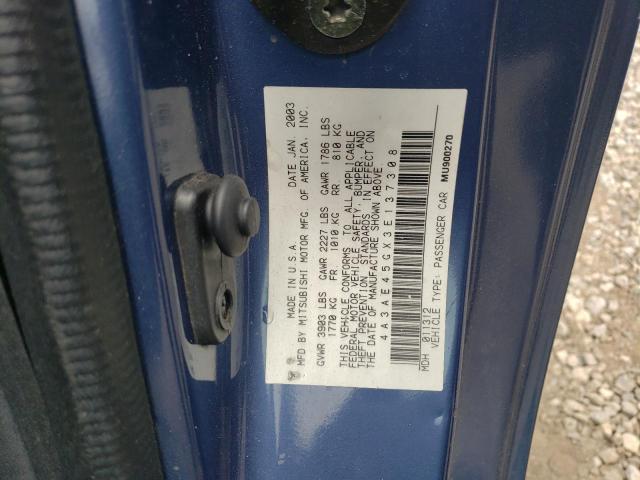 MADE IN U S A DATE JAN. 2003
MFD BY MITSUBISHI MOTOR MFG. OF AMERICA, INC.
GVWR 3903 LBS GAWR 2227 LBS GAWR 1786 LBS
1770 KG FR. 1010 KG RR. 810 KG
THIS VEHICLE CONFORMS TO ALL APPLICABLE
FEDERAL MOTOR VEHICLE SAFETY, BUMPER, AND
THEFT PREVENTION STANDARDS IN EFFECT ON
THE DATE OF MANUFACTURE SHOWN ABOVE.
4A3AE45GX3E137308
MDH 011312
VEHICLE TYPE: PASSENGER CAR MU900270